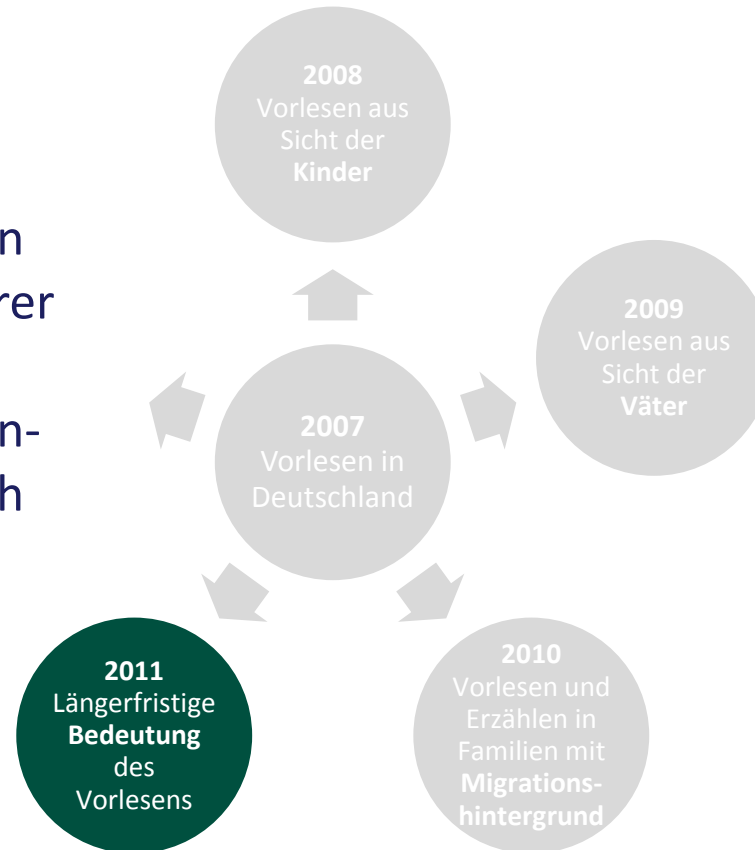 n
rer
n-
h
2008
Vorlesen aus
Sicht der
Kinder
2009
Vorlesen aus
Sicht der
Väter
2007
Vorlesen in
Deutschland
2011
Längerfristige
Bedeutung
des
Vorlesens
2010
Vorlesen und
Erzählen in
Familien mit
Migrations-
hintergrund